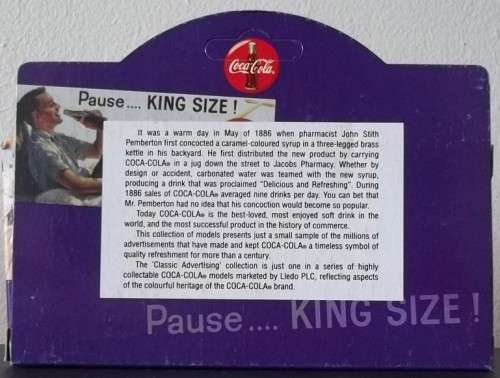 Coca-Cola
Pause.... KING SIZE !
It was a warm day in May of 1886 when pharmacist John Stith
Pemberton first concocted a caramel-coloured syrup in a three-legged brass
kettle in his backyard. He first distributed the new product by carrying
COCA-COLA® in a jug down the street to Jacobs Pharmacy. Whether by
design or accident, carbonated water was teamed with the new syrup,
producing a drink that was proclaimed "Delicious and Refreshing". During
1886 sales of COCA-COLA® averaged nine drinks per day. You can bet that
Mr. Pemberton had no idea that his concoction would become so popular.
Today COCA-COLA® is the best-loved, most enjoyed soft drink in the
world, and the most successful product in the history of commerce.
This collection of models presents just a small sample of the millions of
advertisements that have made and kept COCA-COLA® a timeless symbol of
quality refreshment for more than a century.
The 'Classic Advertising' collection is just one in a series of highly
collectable COCA-COLA® models marketed by Lledo PLC, reflecting aspects
of the colourful heritage of the COCA-COLA® brand.
Pause.... KING SIZE !